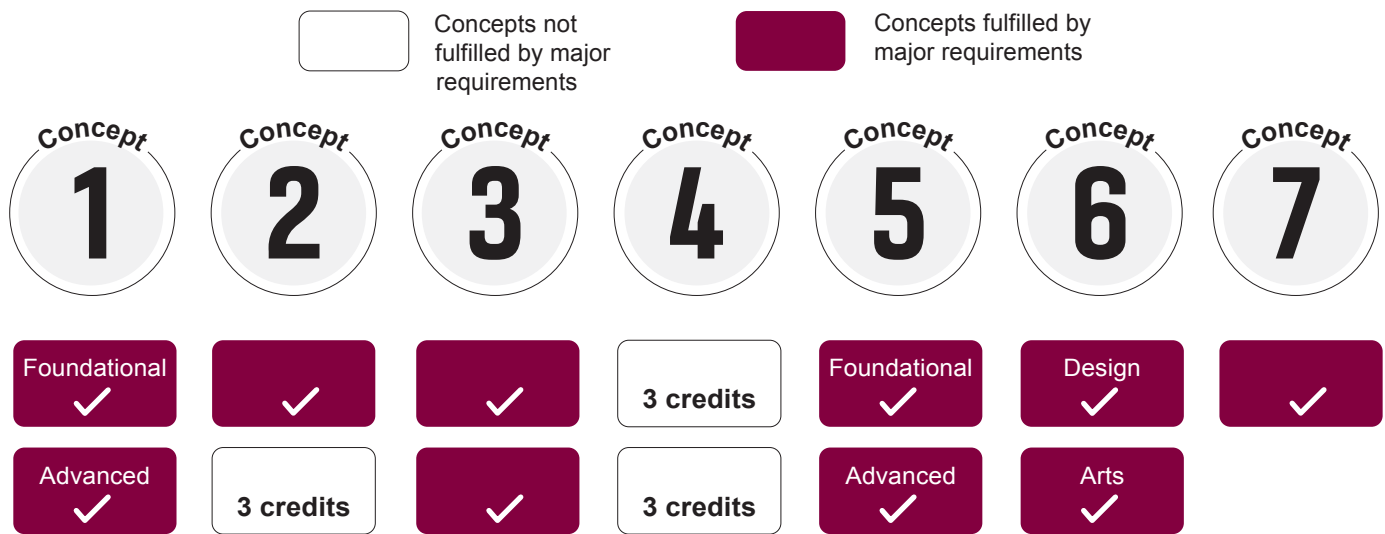 Concepts not
fulfilled by major
requirements
Concepts fulfilled by
major requirements
Concept
1
Concept
2
Concept
3
Concept
4
Concept
5
Concept
6
Concept
7
Foundational
3 credits
Foundational
Design
Advanced
3 credits
3 credits
Advanced
Arts